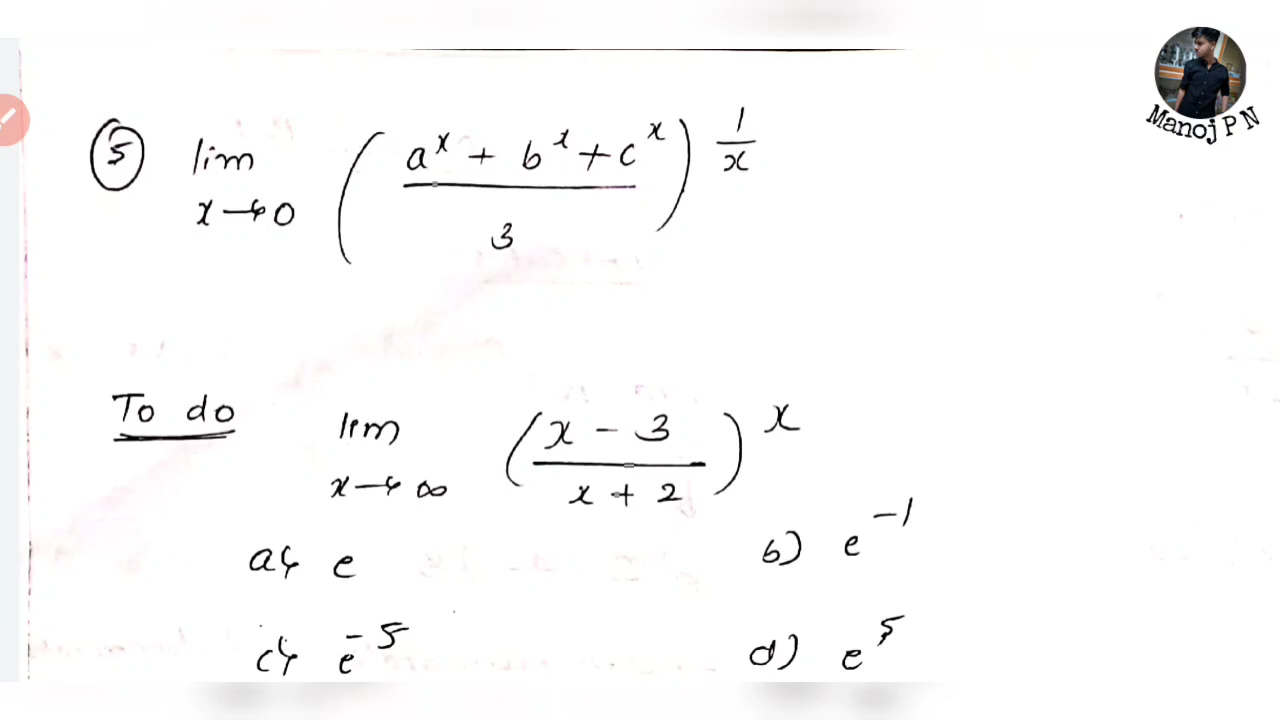 Manoj P N
5 lim x→0 ( (a^x + b^x + c^x) / 3 )^(1/x)
To do lim x→∞ ( (x - 3) / (x + 2) )^x
a) e b) e^-1
c) e^-5 d) e^5